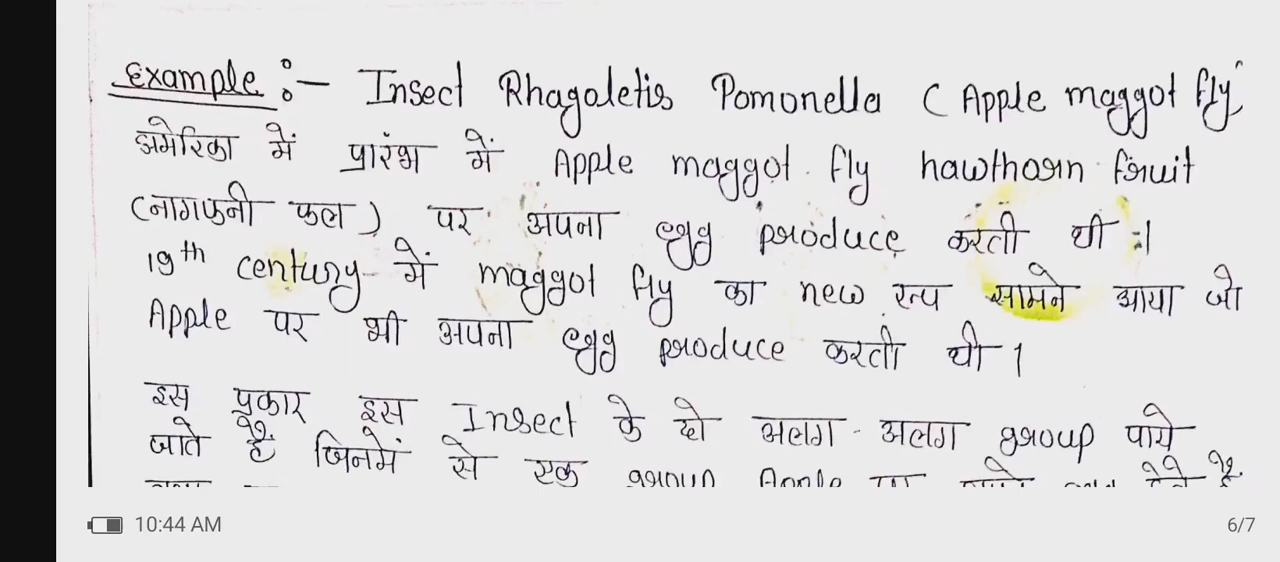 Example :- Insect Rhagoletis Pomonella ( Apple maggot fly
अमेरिका में प्रारंभ में Apple maggot fly hawthorn fruit
(नागफनी फल) पर अपना egg produce करती थी ।
19th century में maggot fly का new रूप सामने आया जो
Apple पर भी अपना egg produce करती थी ।
इस प्रकार इस Insect के दो अलग - अलग group पाये
जाते है जिनमें से एक group Apple
10:44 AM
6/7